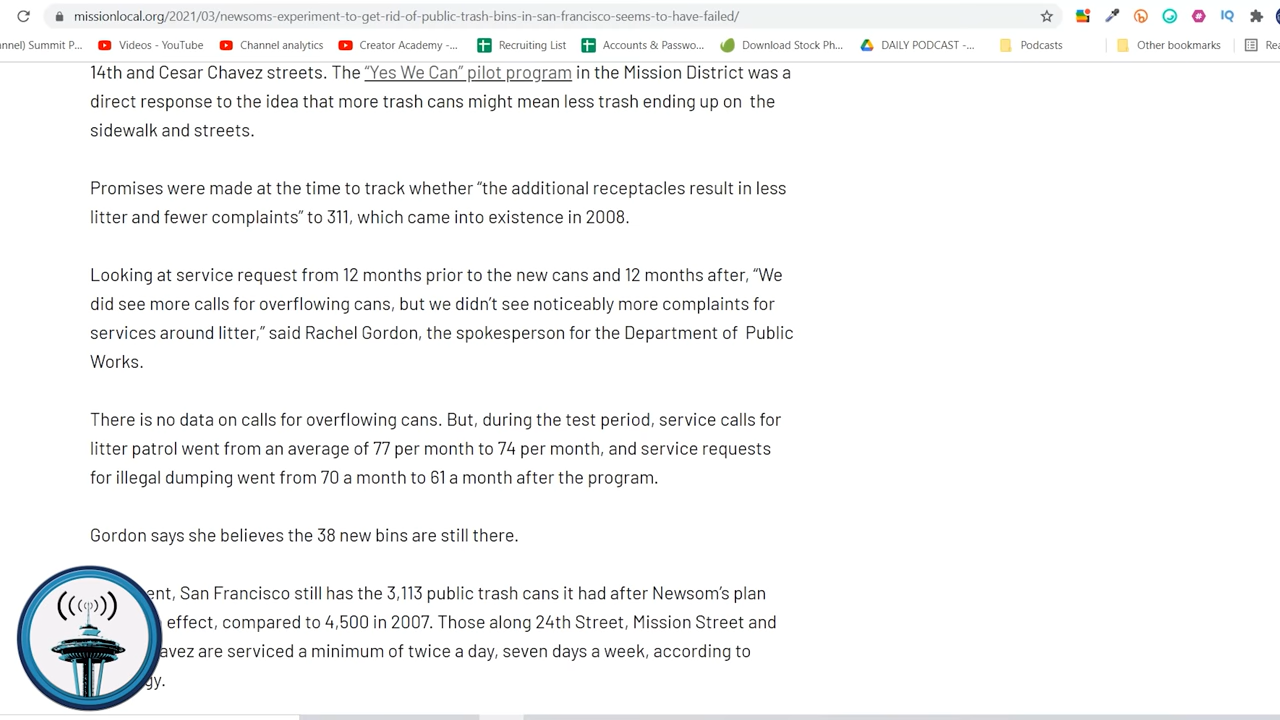 missionlocal.org/2021/03/newsoms-experiment-to-get-rid-of-public-trash-bins-in-san-francisco-seems-to-have-failed/
IQ
annel) Summit P... Videos - YouTube Channel analytics Creator Academy -... Recruiting List Accounts & Passwo... Download Stock Ph... DAILY PODCAST -... Podcasts Other bookmarks Rea
14th and Cesar Chavez streets. The “Yes We Can” pilot program in the Mission District was a
direct response to the idea that more trash cans might mean less trash ending up on the
sidewalk and streets.
Promises were made at the time to track whether “the additional receptacles result in less
litter and fewer complaints” to 311, which came into existence in 2008.
Looking at service request from 12 months prior to the new cans and 12 months after, “We
did see more calls for overflowing cans, but we didn’t see noticeably more complaints for
services around litter,” said Rachel Gordon, the spokesperson for the Department of Public
Works.
There is no data on calls for overflowing cans. But, during the test period, service calls for
litter patrol went from an average of 77 per month to 74 per month, and service requests
for illegal dumping went from 70 a month to 61 a month after the program.
Gordon says she believes the 38 new bins are still there.
ent, San Francisco still has the 3,113 public trash cans it had after Newsom’s plan
effect, compared to 4,500 in 2007. Those along 24th Street, Mission Street and
avez are serviced a minimum of twice a day, seven days a week, according to
gy.